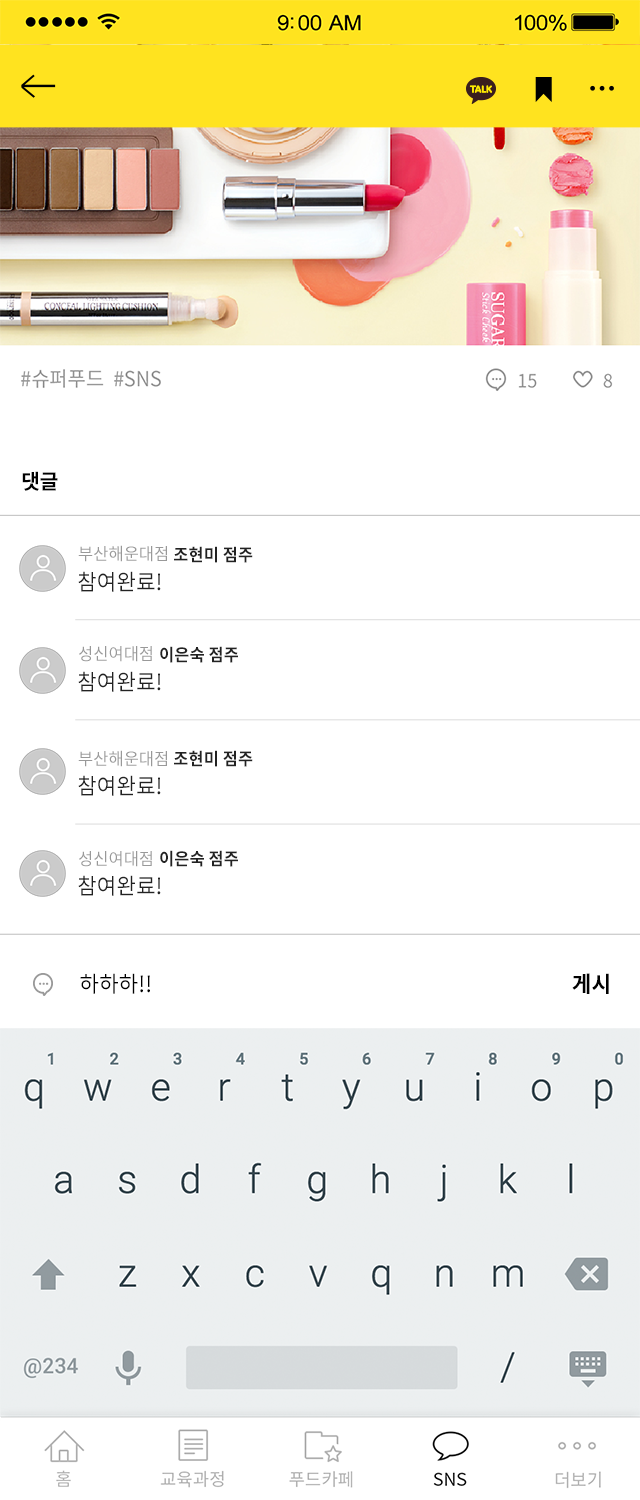 9:00 AM 100%
TALK
CONCEAL LIGHTING CUSHION
SUGAR
Stick Cheek
#슈퍼푸드 #SNS 15 8
댓글
부산해운대점 조현미 점주
참여완료!
성신여대점 이은숙 점주
참여완료!
부산해운대점 조현미 점주
참여완료!
성신여대점 이은숙 점주
참여완료!
하하하!! 게시
1 2 3 4 5 6 7 8 9 0
q w e r t y u i o p
a s d f g h j k l
z x c v q n m
@234 /
홈 교육과정 푸드카페 SNS 더보기